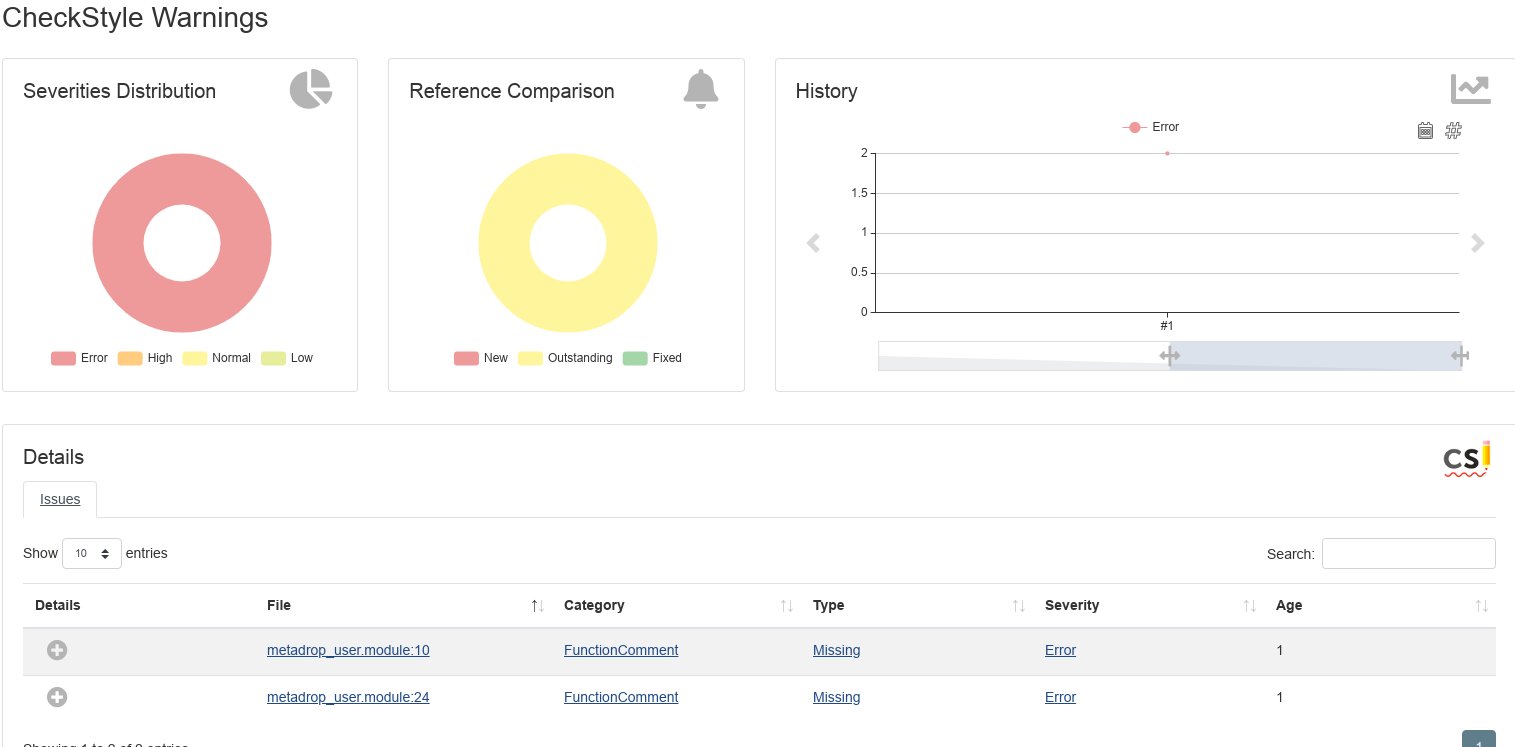 CheckStyle Warnings
Severities Distribution
Error High Normal Low
Reference Comparison
New Outstanding Fixed
History
Error
2
1.5
1
0.5
0
#1
Details
CS
Issues
Show 10 entries
Search:
Details File Category Type Severity Age
metadrop_user.module:10 FunctionComment Missing Error 1
metadrop_user.module:24 FunctionComment Missing Error 1